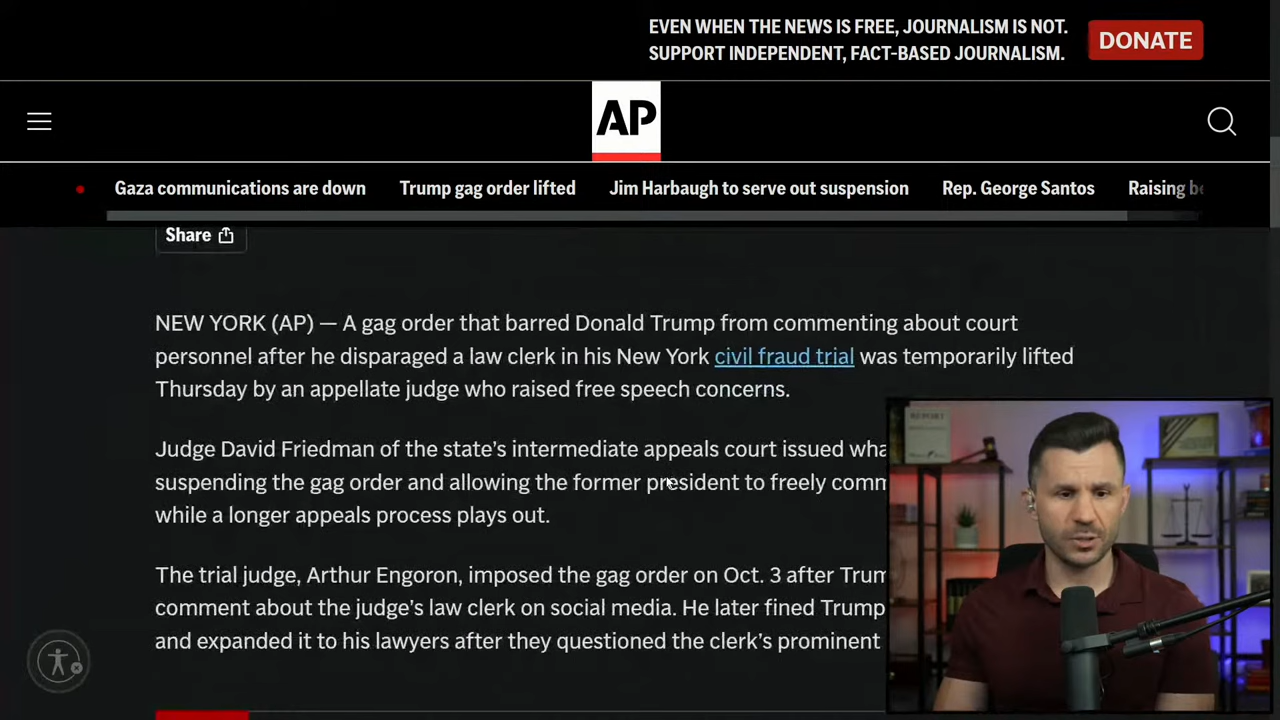 EVEN WHEN THE NEWS IS FREE, JOURNALISM IS NOT.
SUPPORT INDEPENDENT, FACT-BASED JOURNALISM.
DONATE
AP
Gaza communications are down
Trump gag order lifted
Jim Harbaugh to serve out suspension
Rep. George Santos
Raising
Share
NEW YORK (AP) — A gag order that barred Donald Trump from commenting about court
personnel after he disparaged a law clerk in his New York civil fraud trial was temporarily lifted
Thursday by an appellate judge who raised free speech concerns.
Judge David Friedman of the state’s intermediate appeals court issued
suspending the gag order and allowing the former president to freely
while a longer appeals process plays out.
The trial judge, Arthur Engoron, imposed the gag order on Oct. 3 after
comment about the judge’s law clerk on social media. He later fined Trump
and expanded it to his lawyers after they questioned the clerk’s prominent